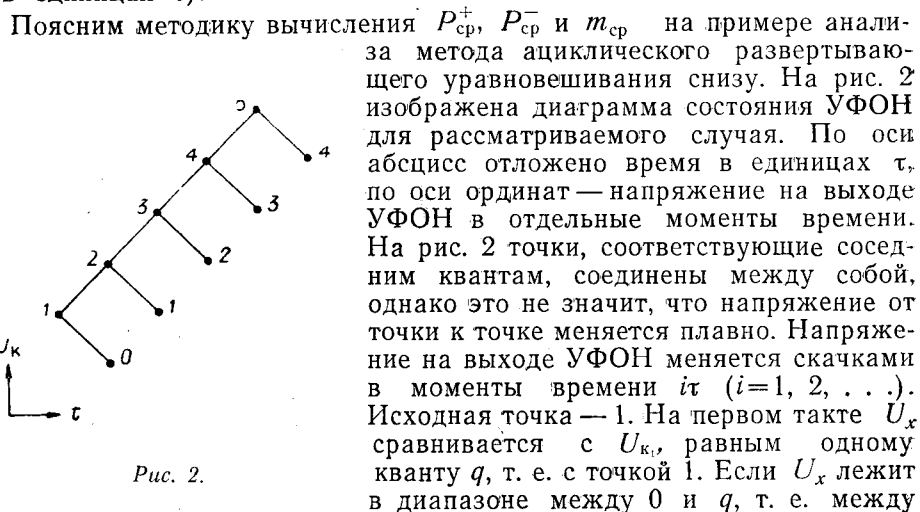 Поясним методику вычисления P⁺ср, P⁻ср и mср на примере анали-
за метода ациклического развертываю-
щего уравновешивания снизу. На рис. 2
изображена диаграмма состояния УФОН
для рассматриваемого случая. По оси
абсцисс отложено время в единицах τ,
по оси ординат — напряжение на выходе
УФОН в отдельные моменты времени.
На рис. 2 точки, соответствующие сосед-
ним квантам, соединены между собой,
однако это не значит, что напряжение от
точки к точке меняется плавно. Напряже-
ние на выходе УФОН меняется скачками
в моменты времени iτ (i=1, 2, . . .).
Исходная точка — 1. На первом такте Ux
сравнивается с Uк₁, равным одному
кванту q, т. е. с точкой 1. Если Ux лежит
в диапазоне между 0 и q, т. е. между
4
4
3
3
2
2
1
1
0
Uк
τ
Рис. 2.